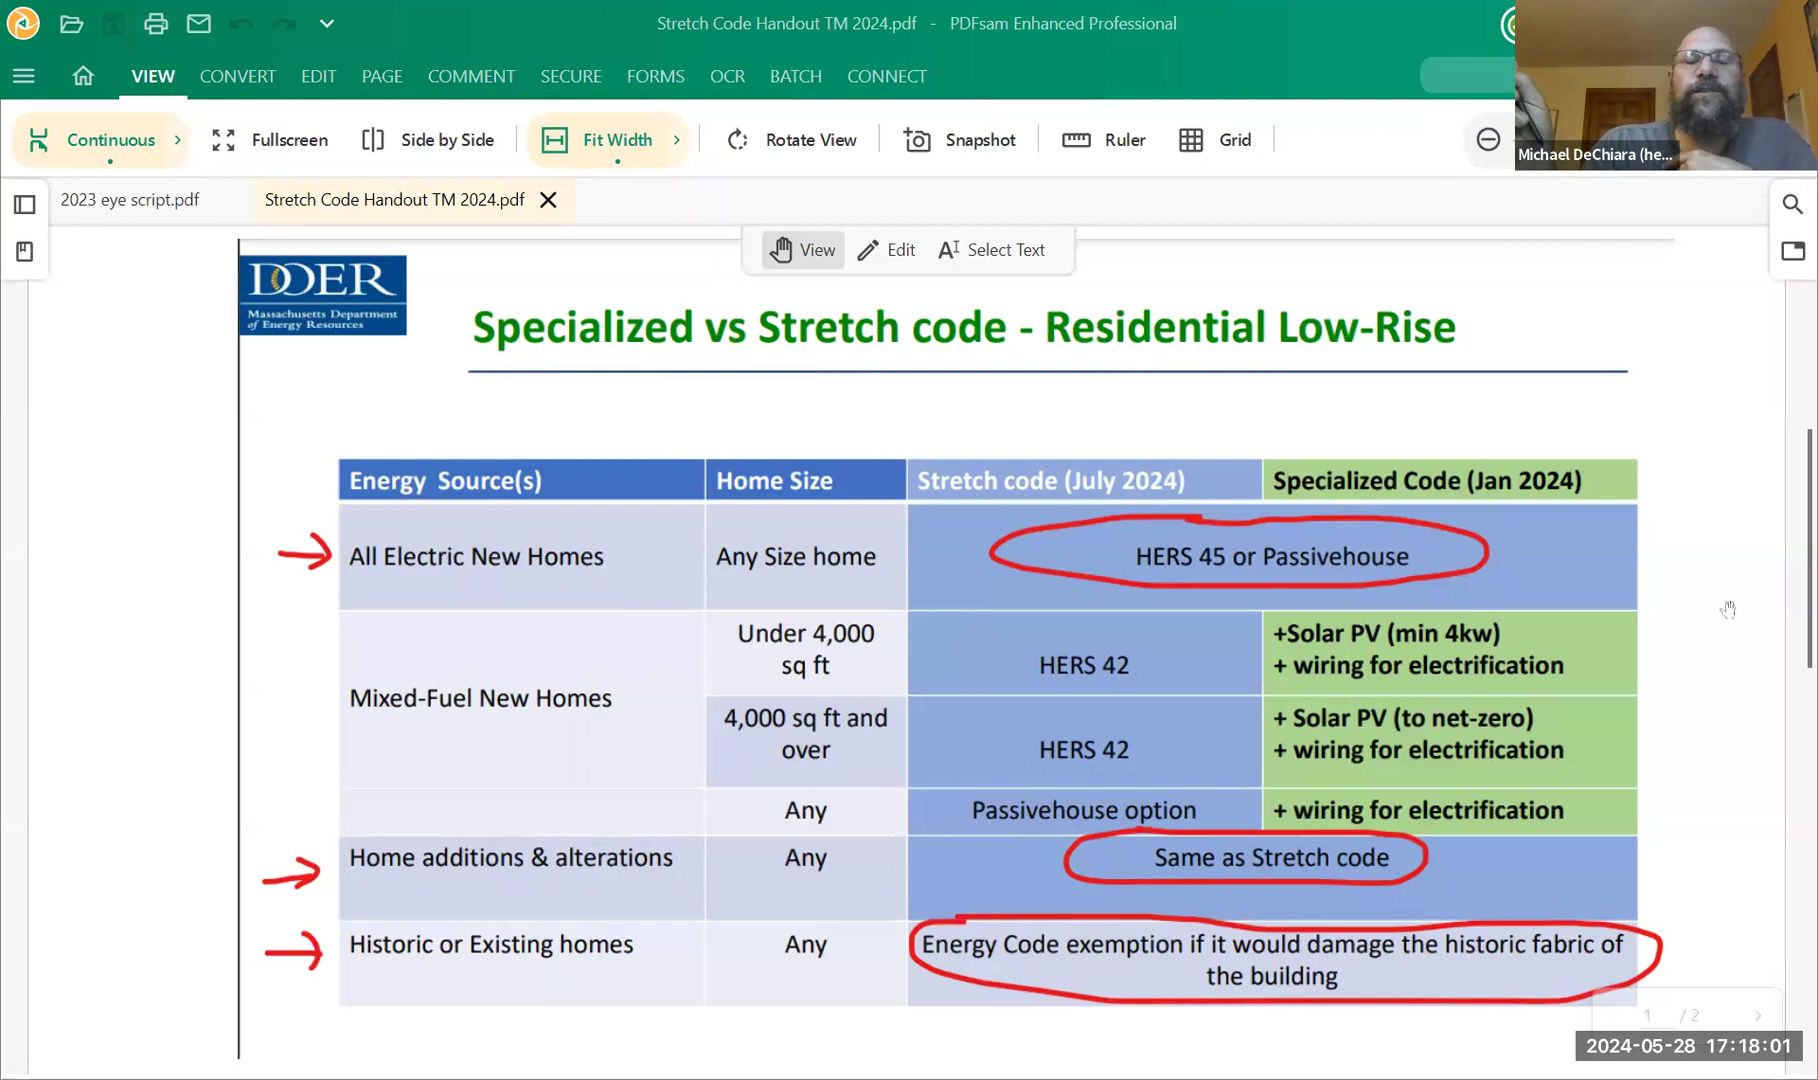 Stretch Code Handout TM 2024.pdf - PDFsam Enhanced Professional
VIEW CONVERT EDIT PAGE COMMENT SECURE FORMS OCR BATCH CONNECT
Continuous Fullscreen Side by Side Fit Width Rotate View Snapshot Ruler Grid
Michael DeChiara (he...
2023 eye script.pdf Stretch Code Handout TM 2024.pdf
View Edit Select Text
DOER
Massachusetts Department
of Energy Resources
Specialized vs Stretch code - Residential Low-Rise
Energy Source(s) Home Size Stretch code (July 2024) Specialized Code (Jan 2024)
All Electric New Homes Any Size home HERS 45 or Passivehouse
Mixed-Fuel New Homes
Under 4,000
sq ft
HERS 42
+Solar PV (min 4kw)
+ wiring for electrification
4,000 sq ft and
over
HERS 42
+ Solar PV (to net-zero)
+ wiring for electrification
Any Passivehouse option + wiring for electrification
Home additions & alterations Any Same as Stretch code
Historic or Existing homes Any Energy Code exemption if it would damage the historic fabric of
the building
1 / 2
2024-05-28 17:18:01